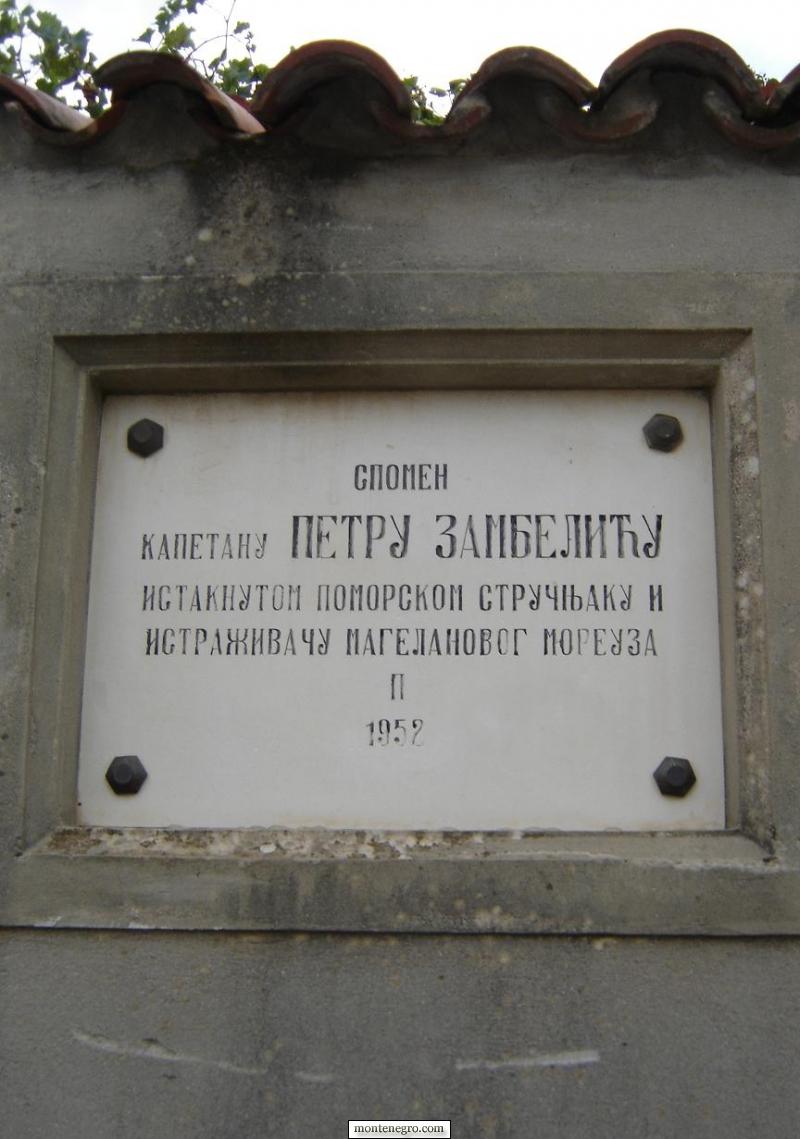 СПОМЕН
КАПЕТАНУ ПЕТРУ ЗАМБЕЛИЋУ
ИСТАКНУТОМ ПОМОРСКОМ СТРУЧЊАКУ И
ИСТРАЖИВАЧУ МАГЕЛАНОВОГ МОРЕУЗА
П
1952
montenegro.com